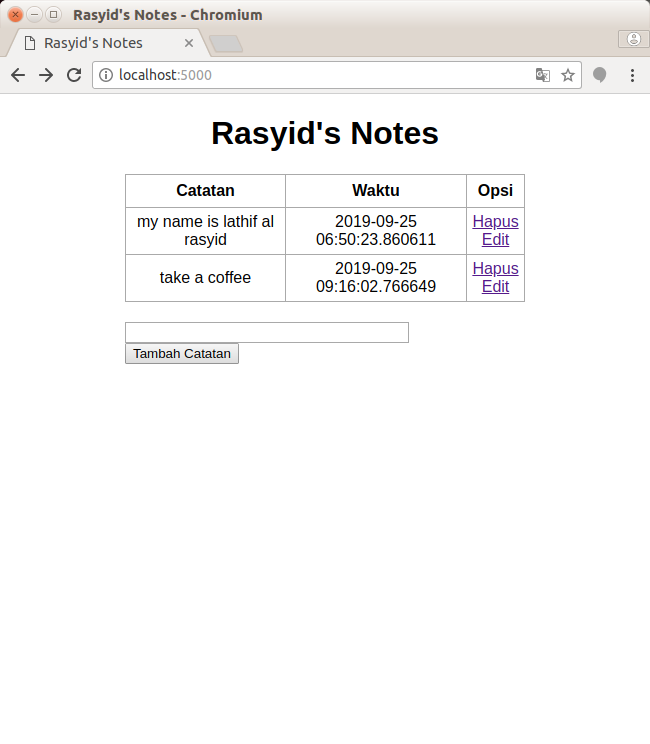 Rasyid's Notes - Chromium
Rasyid's Notes
localhost:5000
Rasyid's Notes
Catatan Waktu Opsi
my name is lathif al
rasyid
2019-09-25
06:50:23.860611
Hapus
Edit
take a coffee
2019-09-25
09:16:02.766649
Hapus
Edit
Tambah Catatan